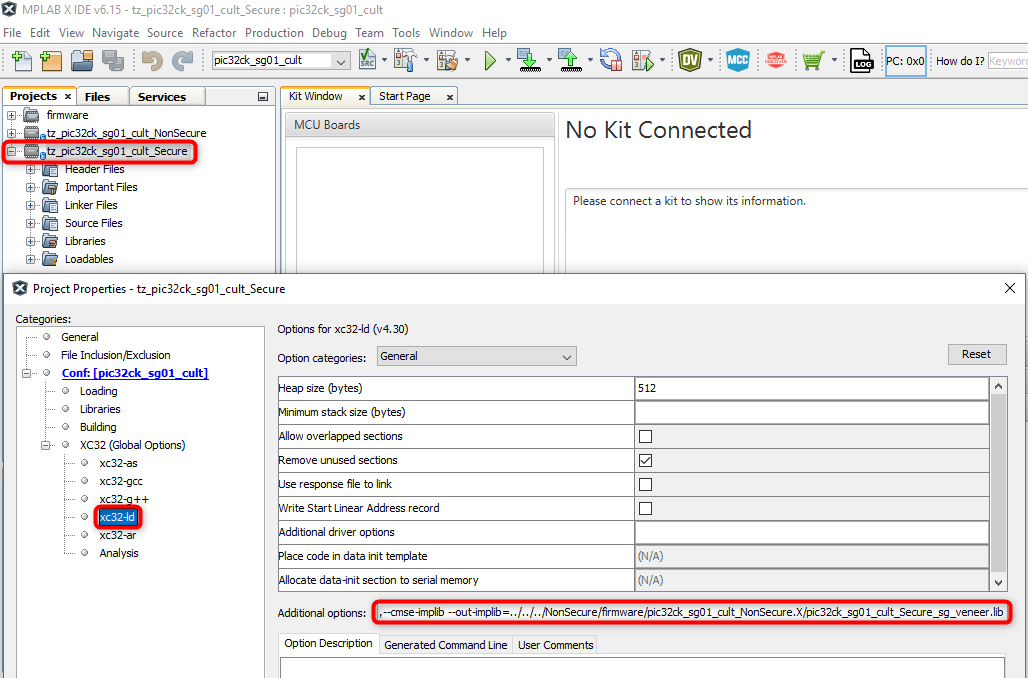 MPLAB X IDE v6.15 - tz_pic32ck_sg01_cult_Secure : pic32ck_sg01_cult
File Edit View Navigate Source Refactor Production Debug Team Tools Window Help
pic32ck_sg01_cult
SRC
DV
MCC
LOG
PC: 0x0
How do I?
Keyword
Projects x Files Services
Kit Window x Start Page x
firmware
tz_pic32ck_sg01_cult_NonSecure
tz_pic32ck_sg01_cult_Secure
Header Files
Important Files
Linker Files
Source Files
Libraries
Loadables
MCU Boards
No Kit Connected
Please connect a kit to show its information.
Project Properties - tz_pic32ck_sg01_cult_Secure
Categories:
General
File Inclusion/Exclusion
Conf: [pic32ck_sg01_cult]
Loading
Libraries
Building
XC32 (Global Options)
xc32-as
xc32-gcc
xc32-g++
xc32-ld
xc32-ar
Analysis
Options for xc32-ld (v4.30)
Option categories: General
Reset
Heap size (bytes) 512
Minimum stack size (bytes)
Allow overlapped sections
Remove unused sections
Use response file to link
Write Start Linear Address record
Additional driver options
Place code in data init template (N/A)
Allocate data-init section to serial memory (N/A)
Additional options: ,--cmse-implib --out-implib=../../../NonSecure/firmware/pic32ck_sg01_cult_NonSecure.X/pic32ck_sg01_cult_Secure_sg_veneer.lib
Option Description Generated Command Line User Comments